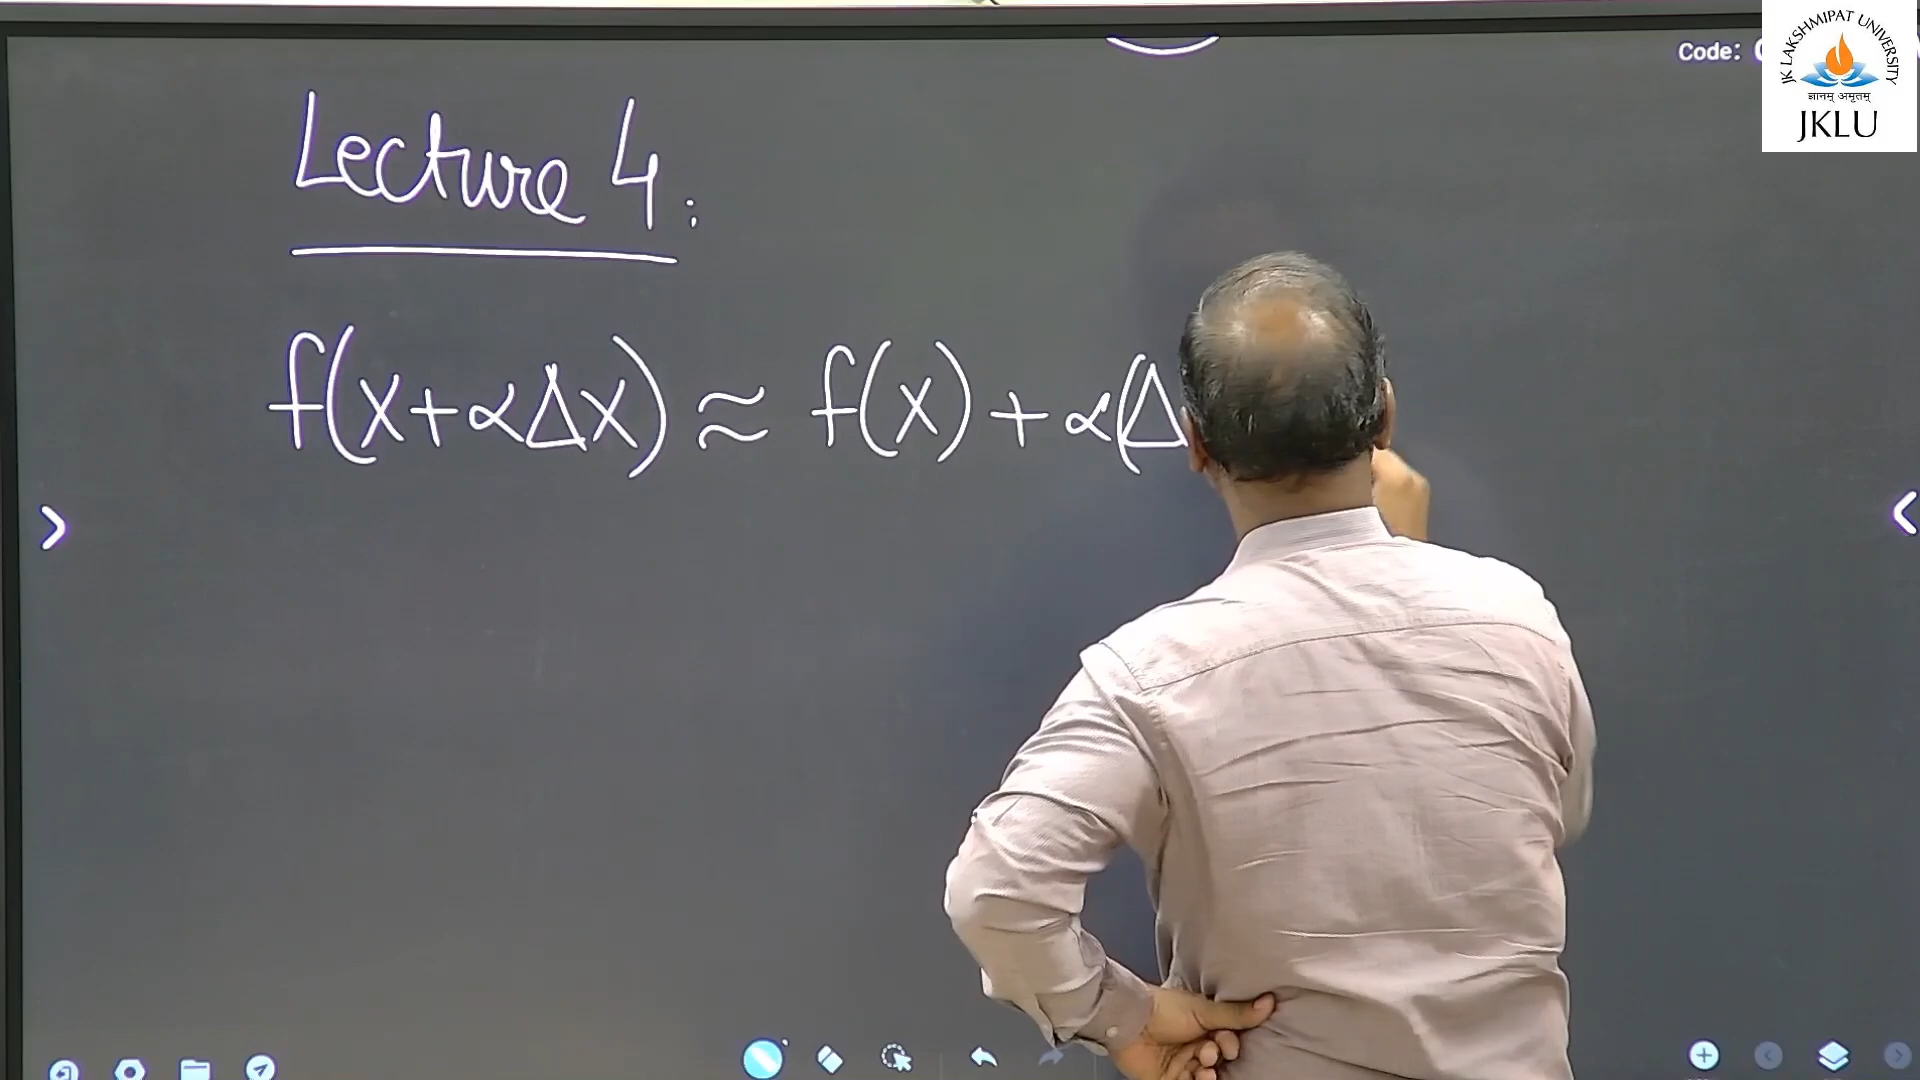 Code:
JK LAKSHMIPAT UNIVERSITY
ज्ञानम् अमृतम्
JKLU
Lecture 4:
f(x+αΔx) ≈ f(x) + α(Δ